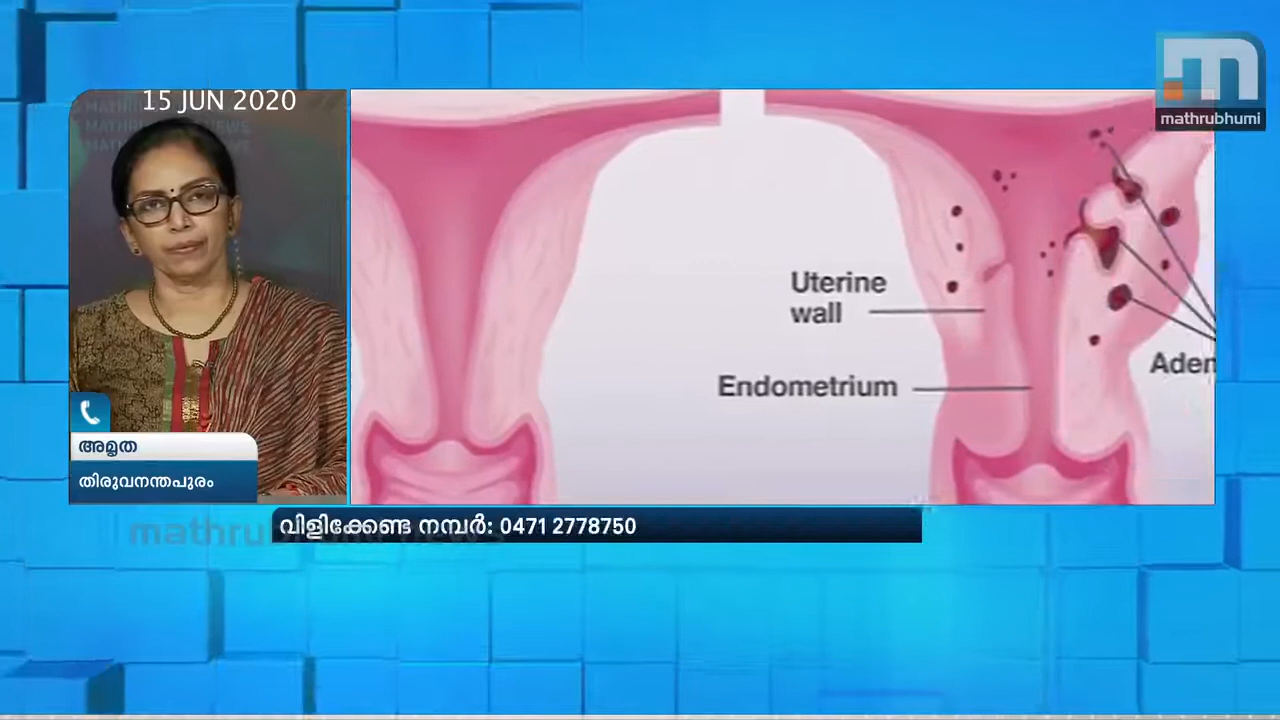 15 JUN 2020
mathrubhumi
Uterine
wall
Endometrium
Aden
അമൃത
തിരുവനന്തപുരം
വിളിക്കേണ്ട നമ്പർ: 0471 2778750